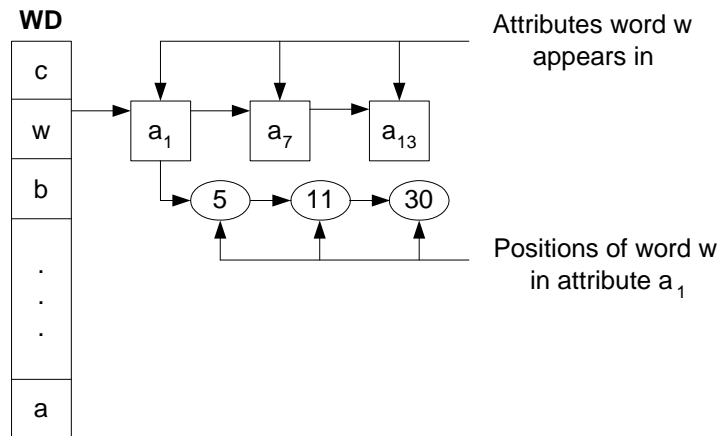 WD
Attributes word w
appears in
c
w
a1
a7
a13
b
5
11
30
Positions of word w
in attribute a1
.
.
.
a